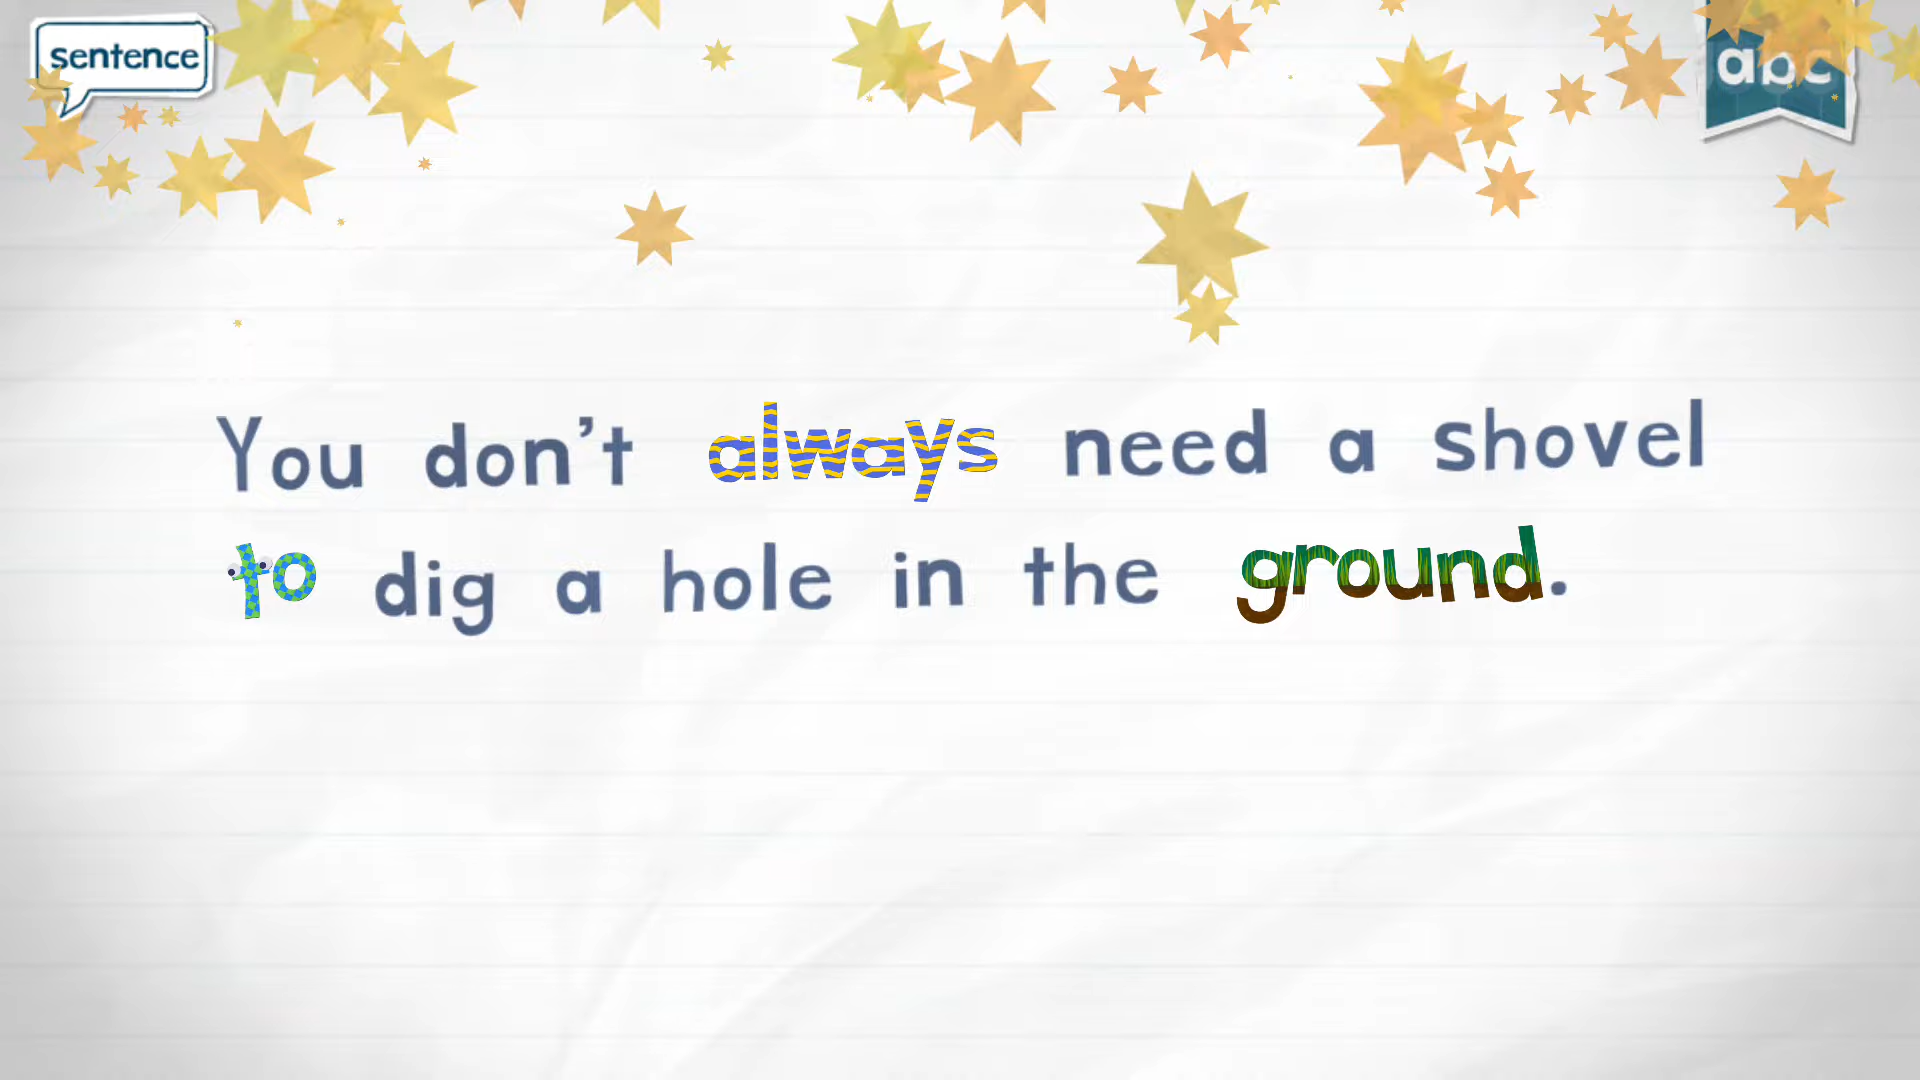 sentence
abc
You don't always need a shovel
to dig a hole in the ground.